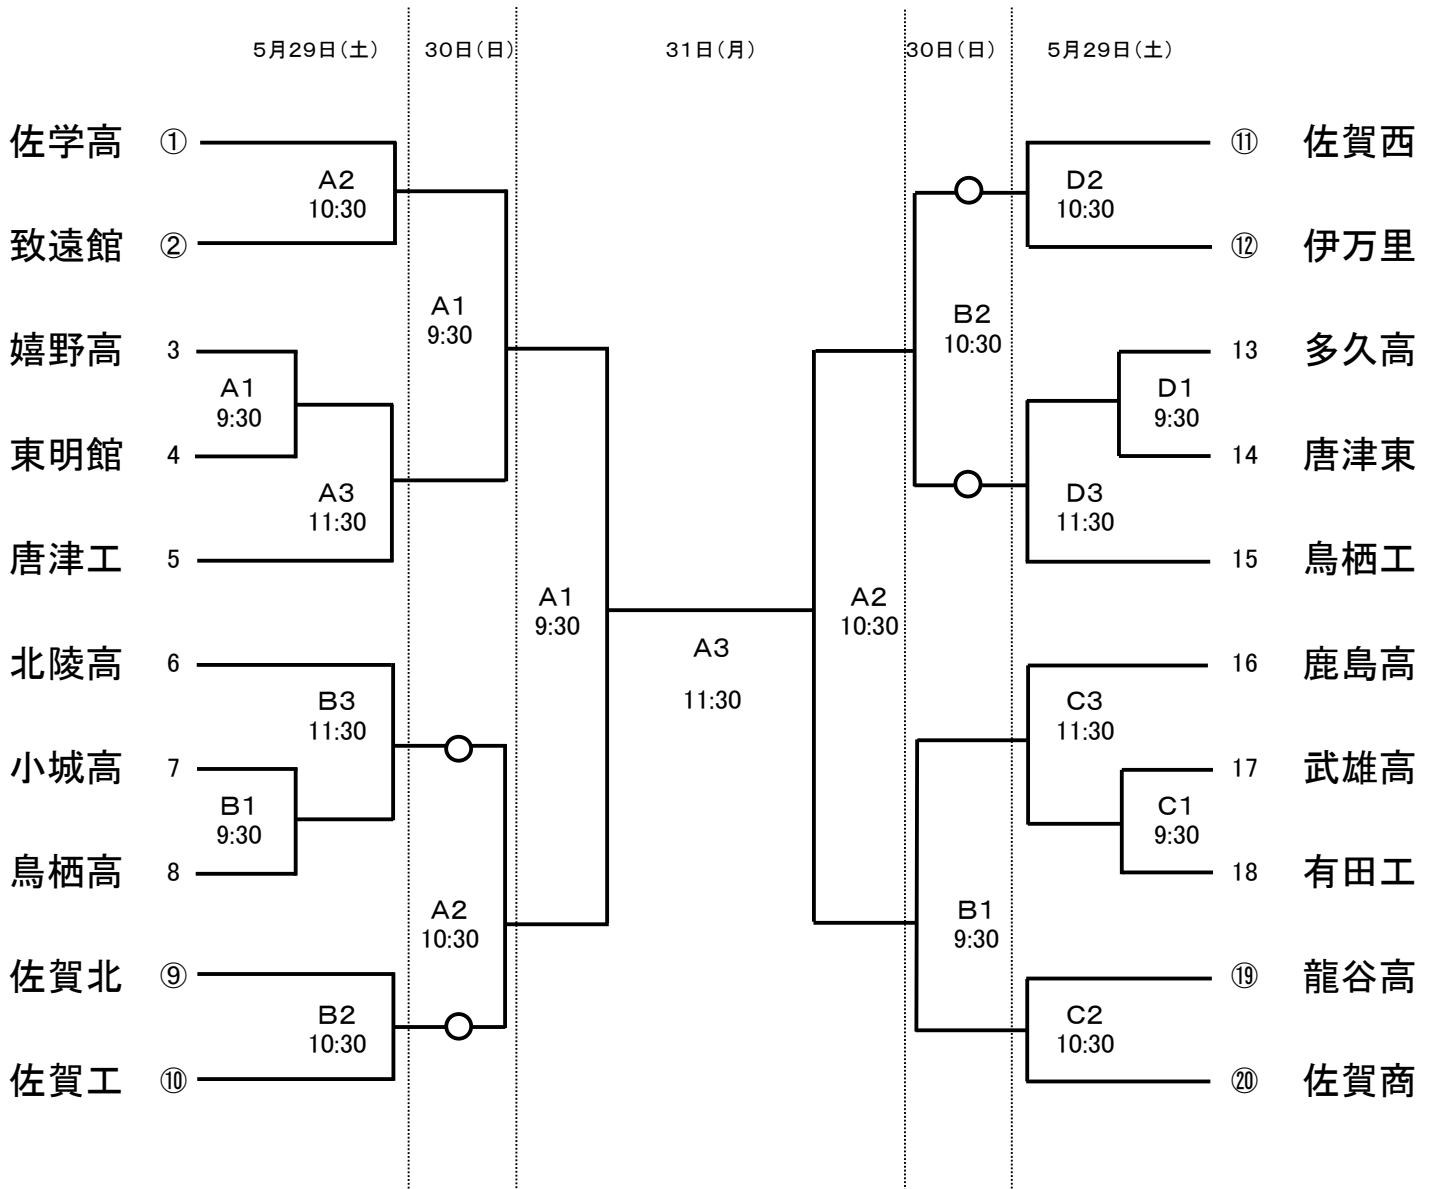 5月29日(土) 30日(日) 31日(月) 30日(日) 5月29日(土)
佐学高 ①
A2
10:30
致遠館 ②
嬉野高 3
A1
9:30
東明館 4
A3
11:30
唐津工 5
A1
9:30
北陵高 6
B3
11:30
小城高 7
B1
9:30
鳥栖高 8
佐賀北 ⑨
B2
10:30
佐賀工 ⑩
A2
10:30
A1
9:30
A3
11:30
A2
10:30
B2
10:30
B1
9:30
⑪ 佐賀西
D2
10:30
⑫ 伊万里
13 多久高
D1
9:30
14 唐津東
D3
11:30
15 鳥栖工
16 鹿島高
C3
11:30
17 武雄高
C1
9:30
18 有田工
⑲ 龍谷高
C2
10:30
⑳ 佐賀商